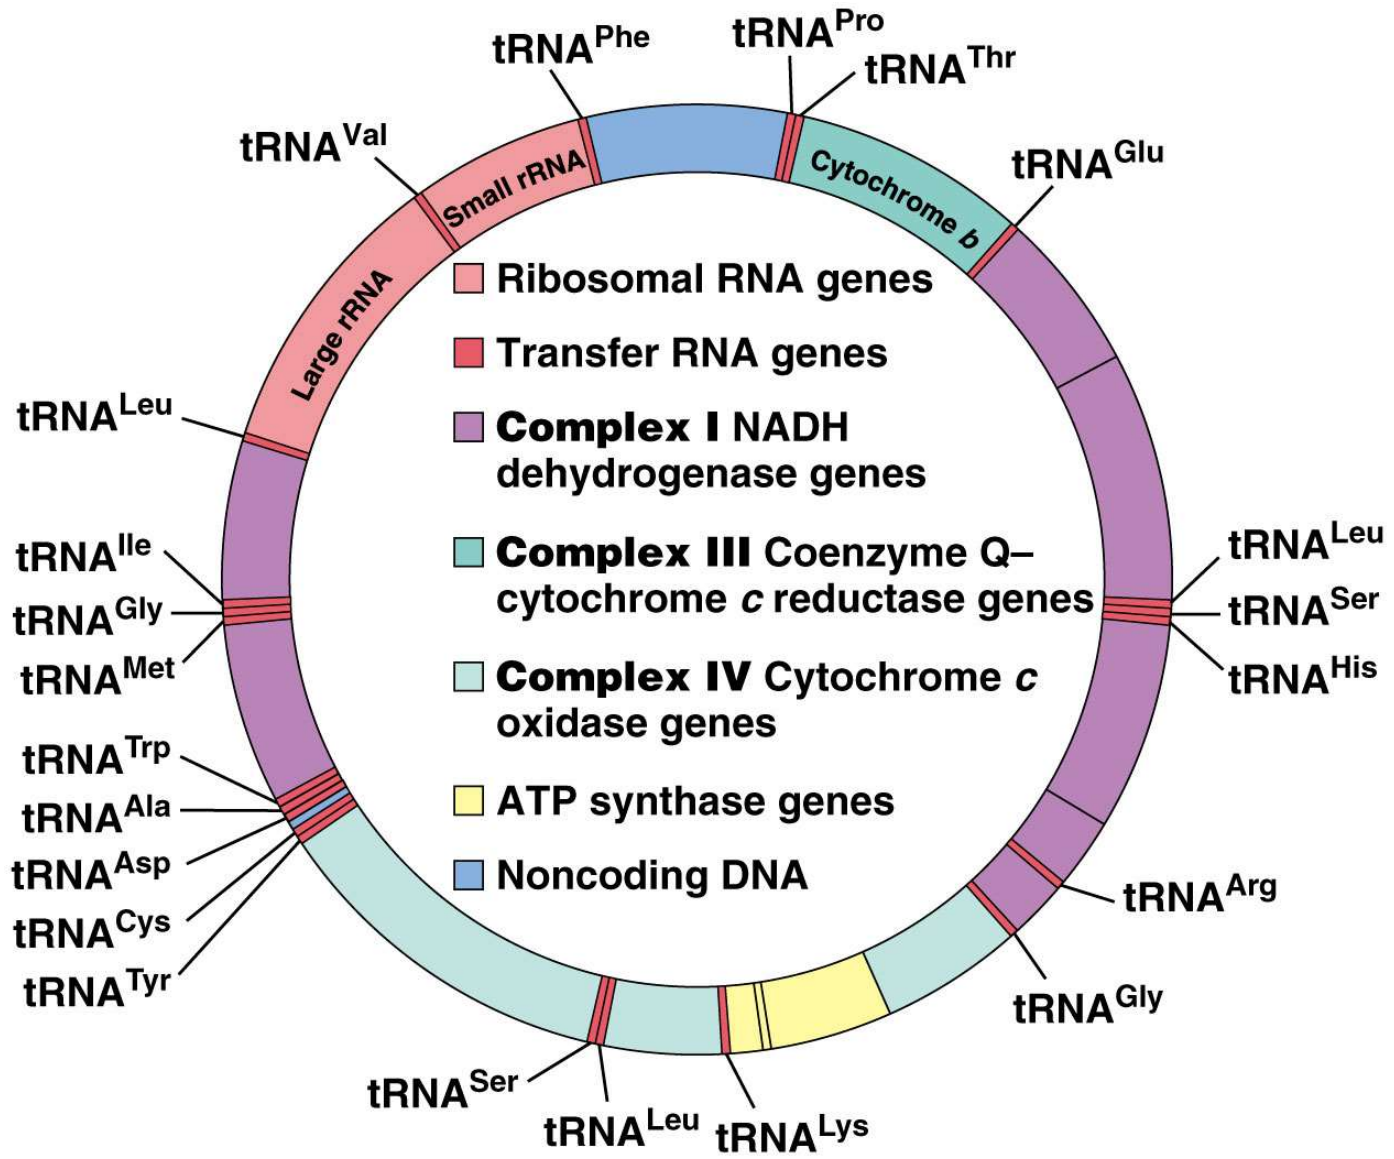 tRNAPhe
tRNAPro
tRNAThr
tRNAVal
tRNAGlu
Small rRNA
Cytochrome b
Large rRNA
Ribosomal RNA genes
Transfer RNA genes
Complex I NADH
dehydrogenase genes
Complex III Coenzyme Q–
cytochrome c reductase genes
Complex IV Cytochrome c
oxidase genes
ATP synthase genes
Noncoding DNA
tRNALeu
tRNAIle
tRNAGly
tRNAMet
tRNATrp
tRNAAla
tRNAAsp
tRNACys
tRNATyr
tRNASer
tRNALeu
tRNALys
tRNAGly
tRNAArg
tRNAHis
tRNASer
tRNALeu